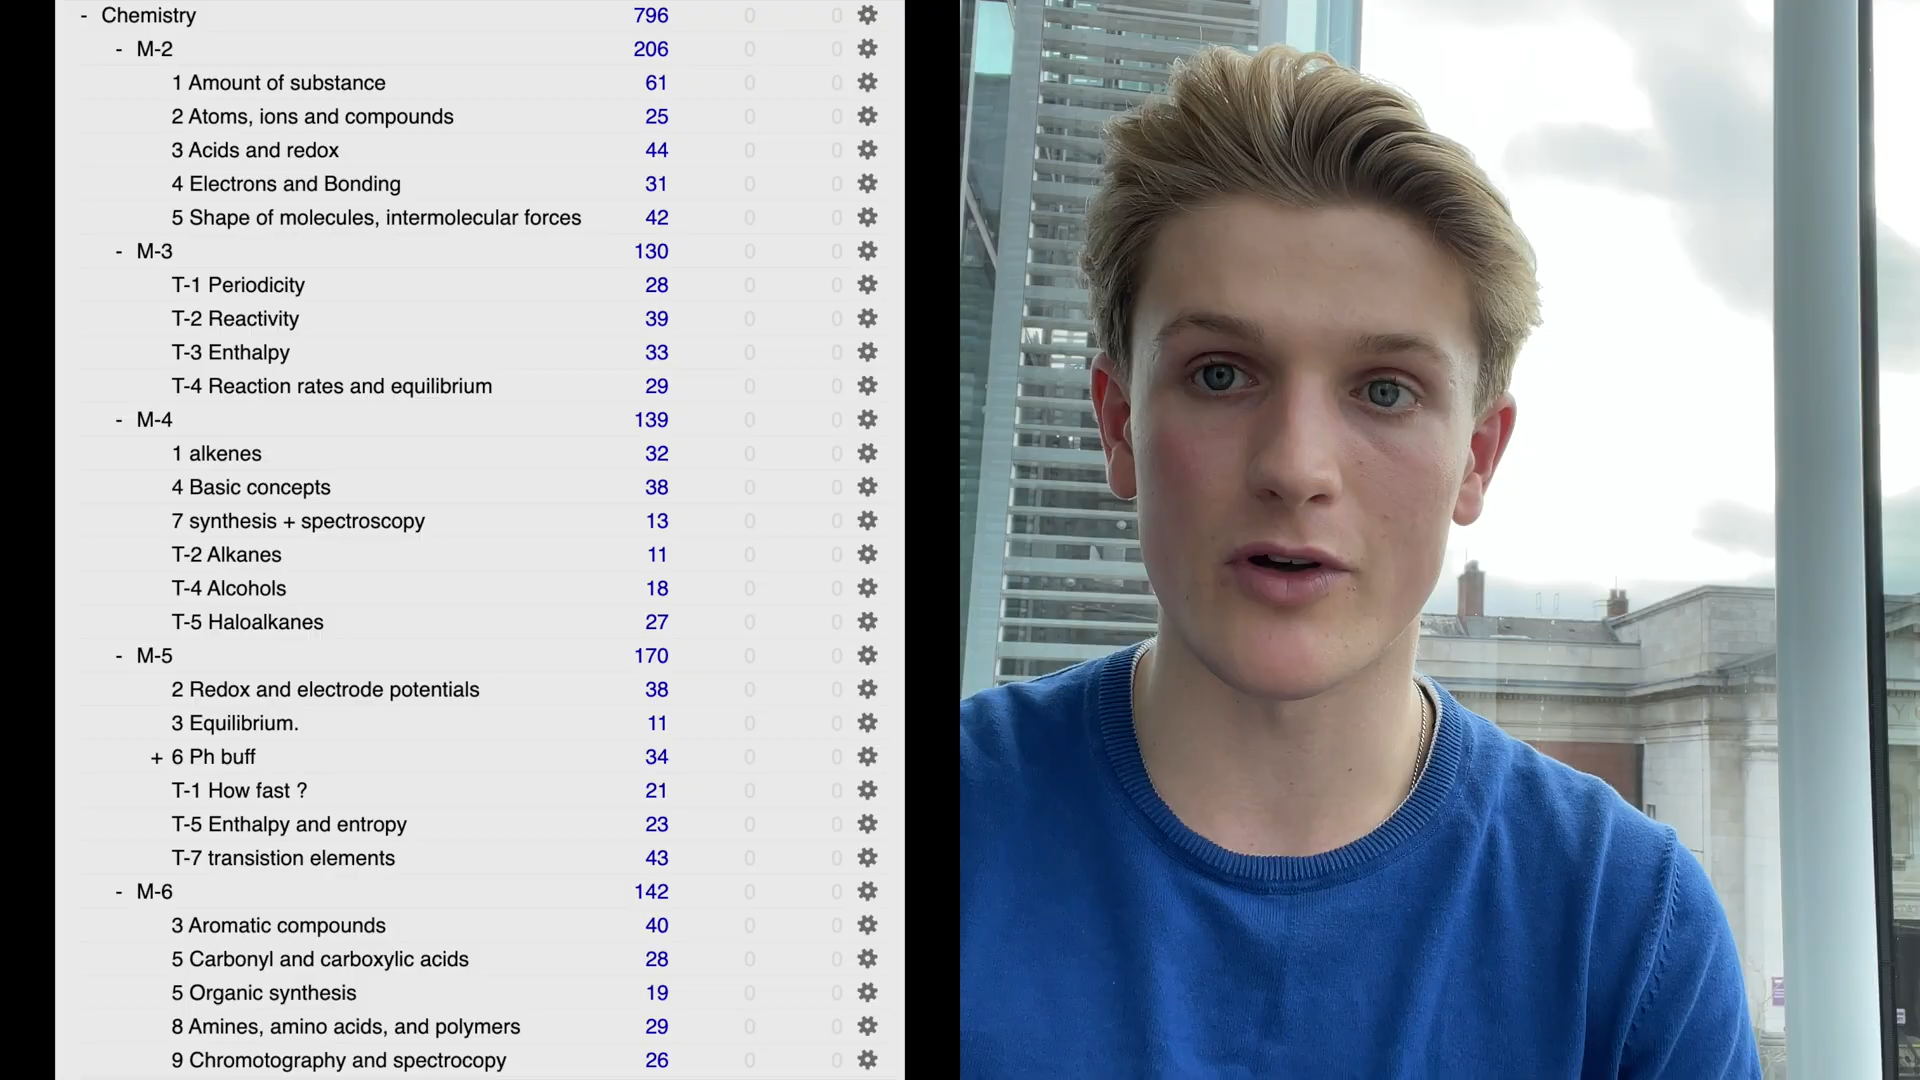 - Chemistry 796 0 0
- M-2 206 0 0
1 Amount of substance 61 0 0
2 Atoms, ions and compounds 25 0 0
3 Acids and redox 44 0 0
4 Electrons and Bonding 31 0 0
5 Shape of molecules, intermolecular forces 42 0 0
- M-3 130 0 0
T-1 Periodicity 28 0 0
T-2 Reactivity 39 0 0
T-3 Enthalpy 33 0 0
T-4 Reaction rates and equilibrium 29 0 0
- M-4 139 0 0
1 alkenes 32 0 0
4 Basic concepts 38 0 0
7 synthesis + spectroscopy 13 0 0
T-2 Alkanes 11 0 0
T-4 Alcohols 18 0 0
T-5 Haloalkanes 27 0 0
- M-5 170 0 0
2 Redox and electrode potentials 38 0 0
3 Equilibrium. 11 0 0
+ 6 Ph buff 34 0 0
T-1 How fast ? 21 0 0
T-5 Enthalpy and entropy 23 0 0
T-7 transistion elements 43 0 0
- M-6 142 0 0
3 Aromatic compounds 40 0 0
5 Carbonyl and carboxylic acids 28 0 0
5 Organic synthesis 19 0 0
8 Amines, amino acids, and polymers 29 0 0
9 Chromotography and spectrocopy 26 0 0